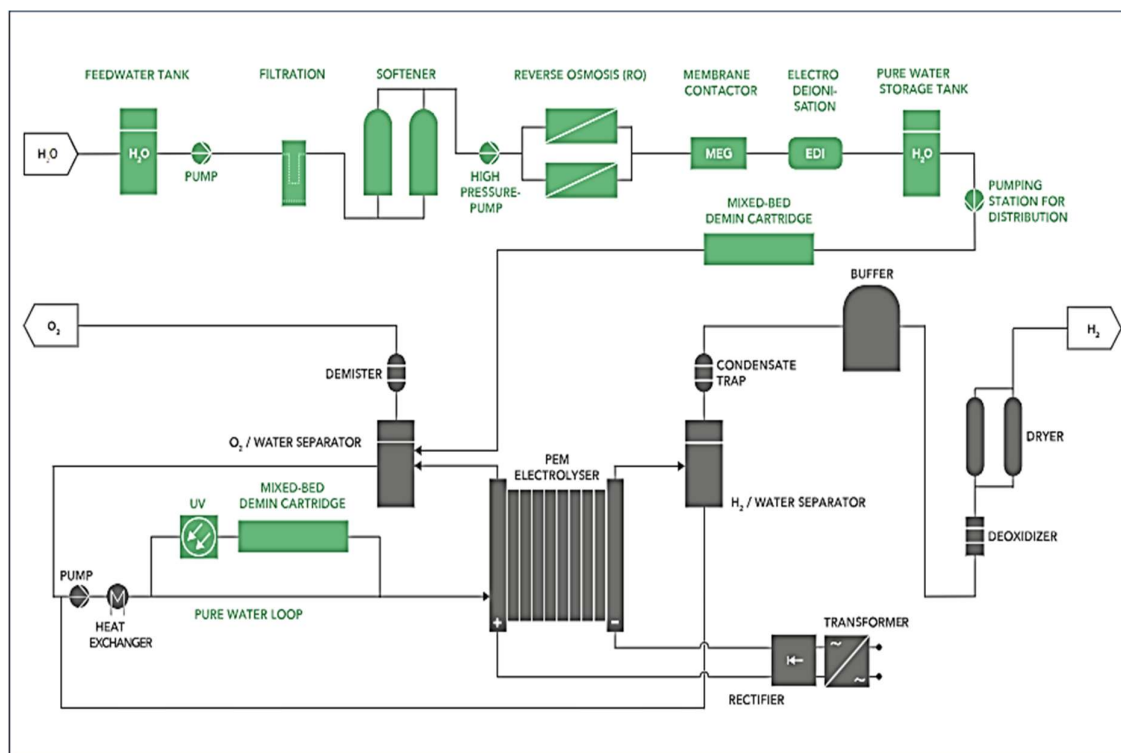 FEEDWATER TANK
FILTRATION
SOFTENER
REVERSE OSMOSIS (RO)
MEMBRANE
CONTACTOR
ELECTRO
DEIONI-
SATION
PURE WATER
STORAGE TANK
H₂O
H₂O
PUMP
HIGH
PRESSURE-
PUMP
MEG
EDI
H₂O
PUMPING
STATION FOR
DISTRIBUTION
MIXED-BED
DEMIN CARTRIDGE
BUFFER
O₂
H₂
DEMISTER
CONDENSATE
TRAP
O₂ / WATER SEPARATOR
PEM
ELECTROLYSER
H₂ / WATER SEPARATOR
DRYER
UV
MIXED-BED
DEMIN CARTRIDGE
DEOXIDIZER
PUMP
M
HEAT
EXCHANGER
PURE WATER LOOP
+
−
TRANSFORMER
~
~
RECTIFIER